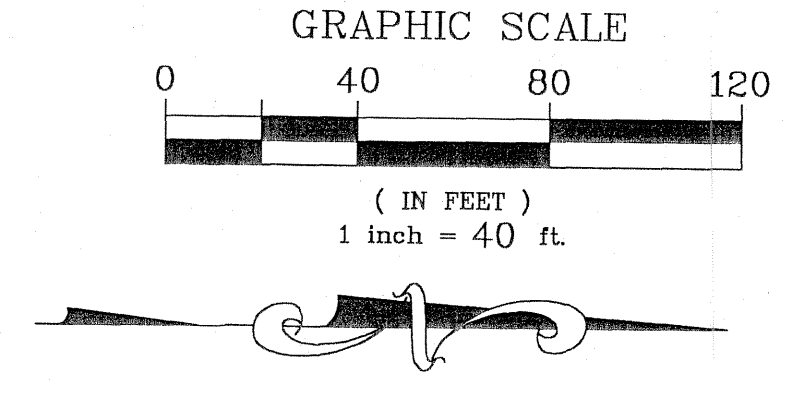 GRAPHIC SCALE
0 40 80 120
( IN FEET )
1 inch = 40 ft.
N